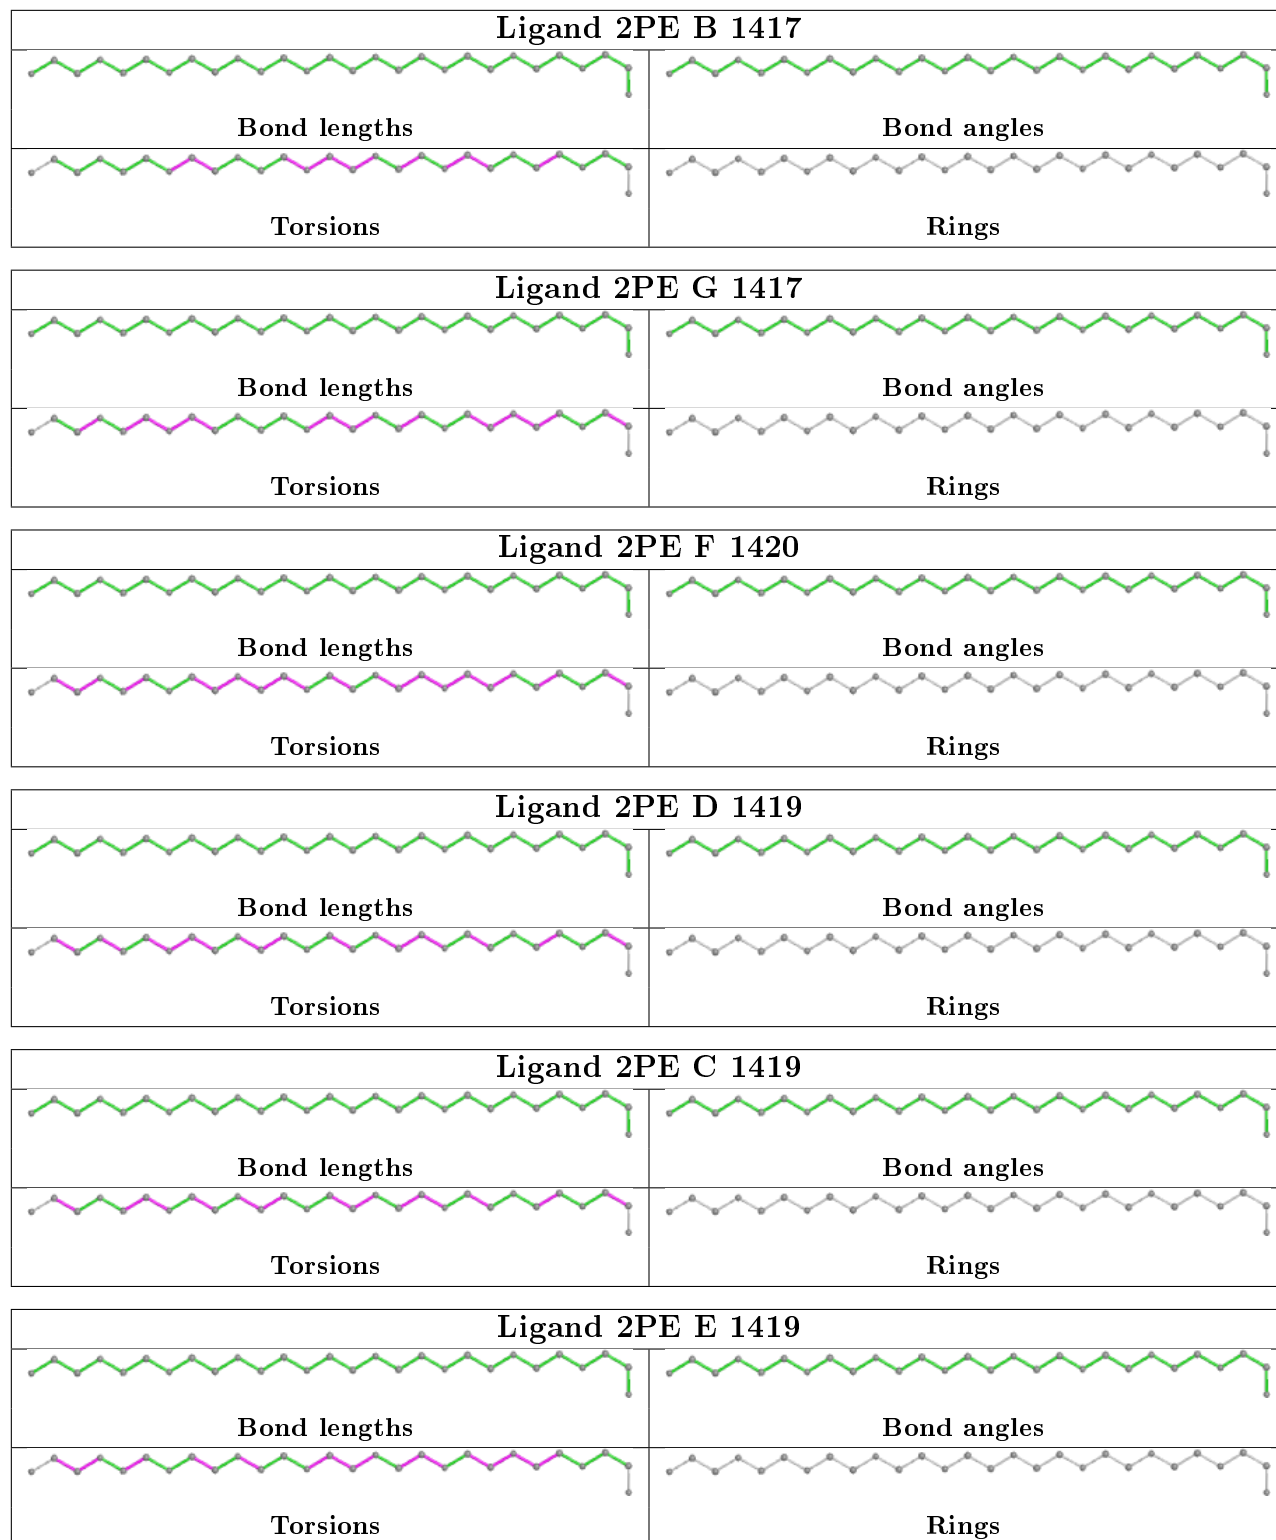 Ligand 2PE B 1417
Bond lengths
Bond angles
Torsions
Rings
Ligand 2PE G 1417
Bond lengths
Bond angles
Torsions
Rings
Ligand 2PE F 1420
Bond lengths
Bond angles
Torsions
Rings
Ligand 2PE D 1419
Bond lengths
Bond angles
Torsions
Rings
Ligand 2PE C 1419
Bond lengths
Bond angles
Torsions
Rings
Ligand 2PE E 1419
Bond lengths
Bond angles
Torsions
Rings